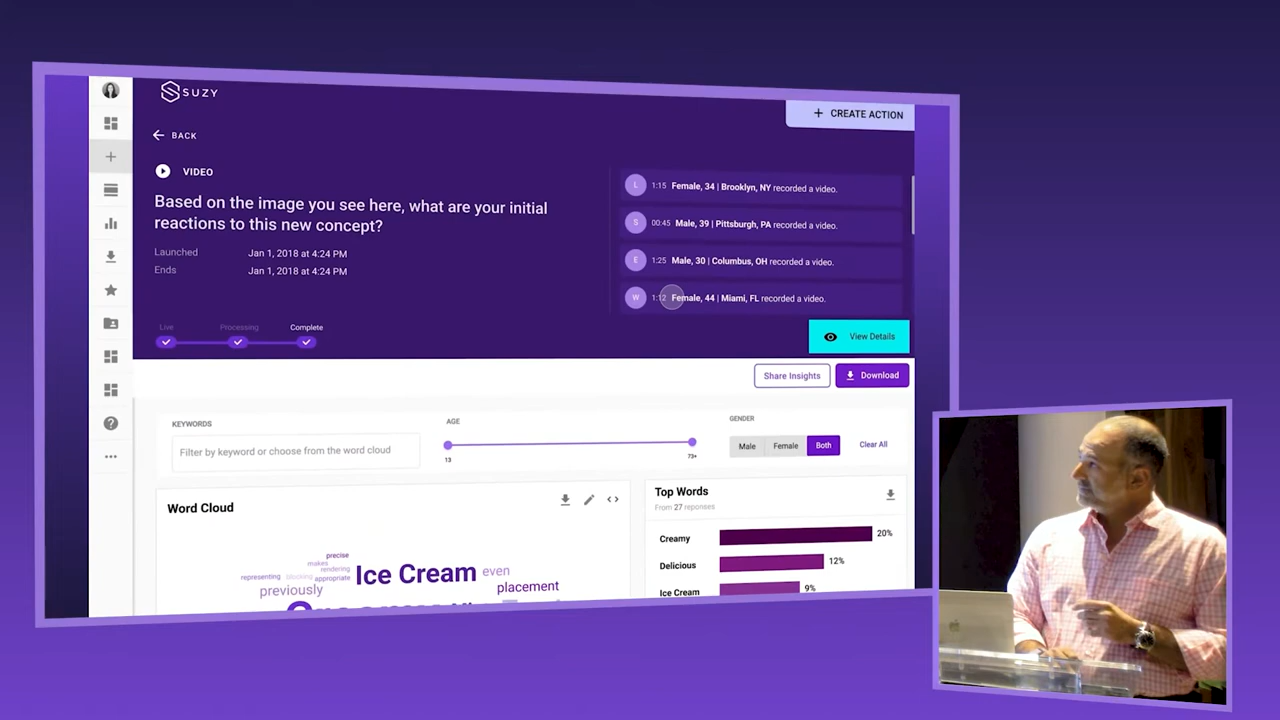 SUZY
+ CREATE ACTION
← BACK
VIDEO
Based on the image you see here, what are your initial
reactions to this new concept?
Launched Jan 1, 2018 at 4:24 PM
Ends Jan 1, 2018 at 4:24 PM
Live Processing Complete
L 1:15 Female, 34 | Brooklyn, NY recorded a video.
S 00:45 Male, 39 | Pittsburgh, PA recorded a video.
E 1:25 Male, 30 | Columbus, OH recorded a video.
W 1:12 Female, 44 | Miami, FL recorded a video.
View Details
Share Insights Download
KEYWORDS
Filter by keyword or choose from the word cloud
AGE
13 73+
GENDER
Male Female Both Clear All
Word Cloud
precise
makes
rendering
representing blocking appropriate
Ice Cream even
previously placement
Top Words
From 27 reponses
Creamy 20%
Delicious 12%
Ice Cream 9%